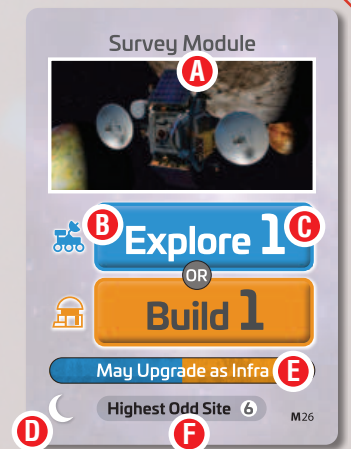 Survey Module
A
B Explore 1 C
OR
Build 1
May Upgrade as Infra E
D Highest Odd Site 6 M26
F